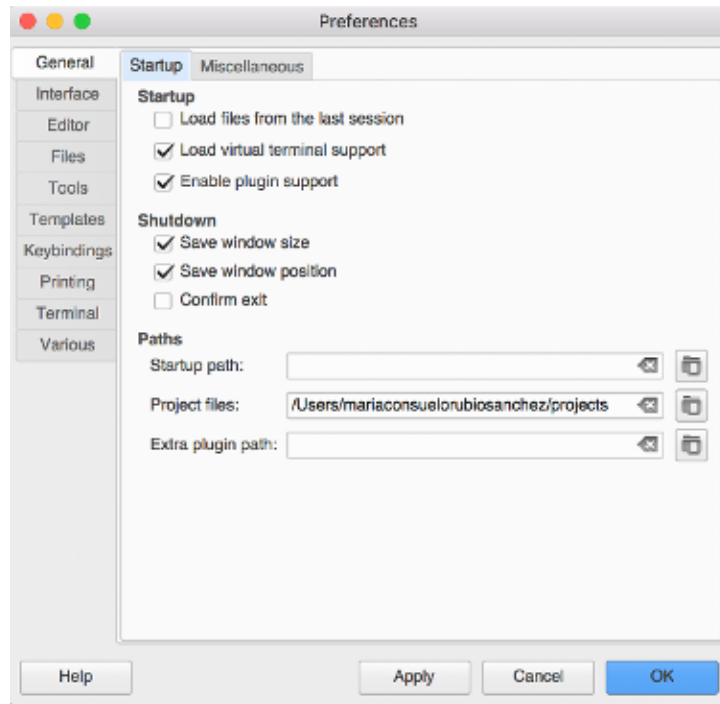 Preferences
General
Interface
Editor
Files
Tools
Templates
Keybindings
Printing
Terminal
Various
Startup Miscellaneous
Startup
Load files from the last session
Load virtual terminal support
Enable plugin support
Shutdown
Save window size
Save window position
Confirm exit
Paths
Startup path:
Project files: /Users/mariaconsuelorubiosanchez/projects
Extra plugin path:
Help Apply Cancel OK